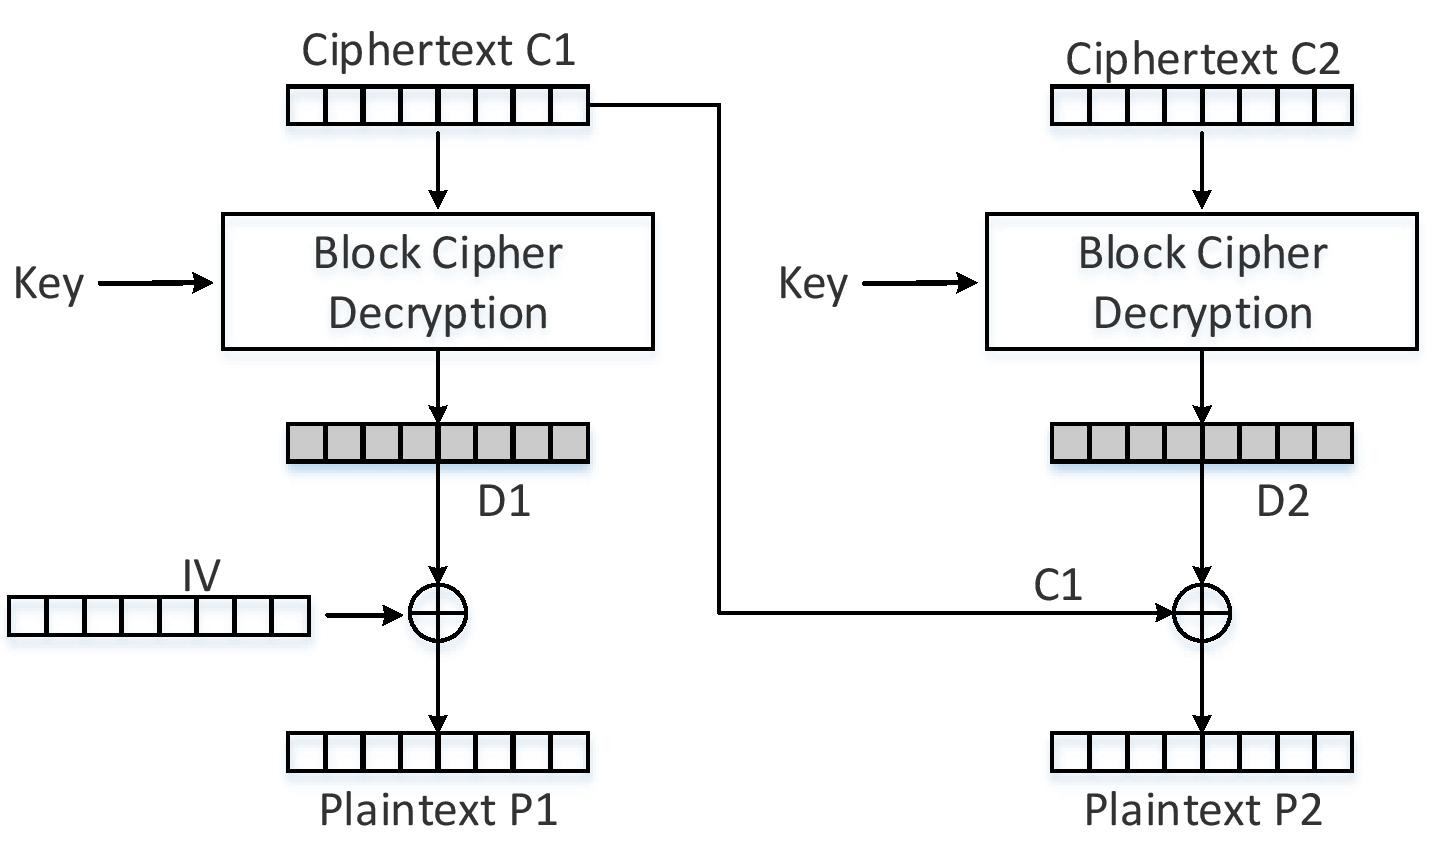 Ciphertext C1
Ciphertext C2
Key
Block Cipher
Decryption
Key
Block Cipher
Decryption
D1
D2
IV
C1
Plaintext P1
Plaintext P2